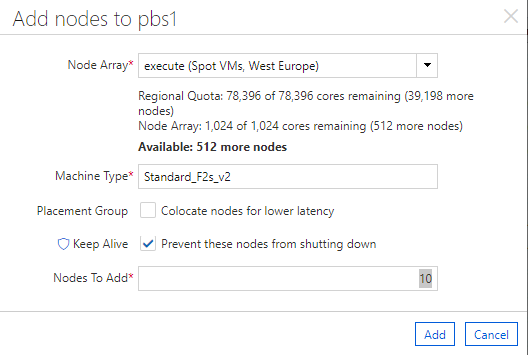 Add nodes to pbs1
Node Array* execute (Spot VMs, West Europe)
Regional Quota: 78,396 of 78,396 cores remaining (39,198 more
nodes)
Node Array: 1,024 of 1,024 cores remaining (512 more nodes)
Available: 512 more nodes
Machine Type* Standard_F2s_v2
Placement Group Colocate nodes for lower latency
Keep Alive Prevent these nodes from shutting down
Nodes To Add* 10
Add Cancel